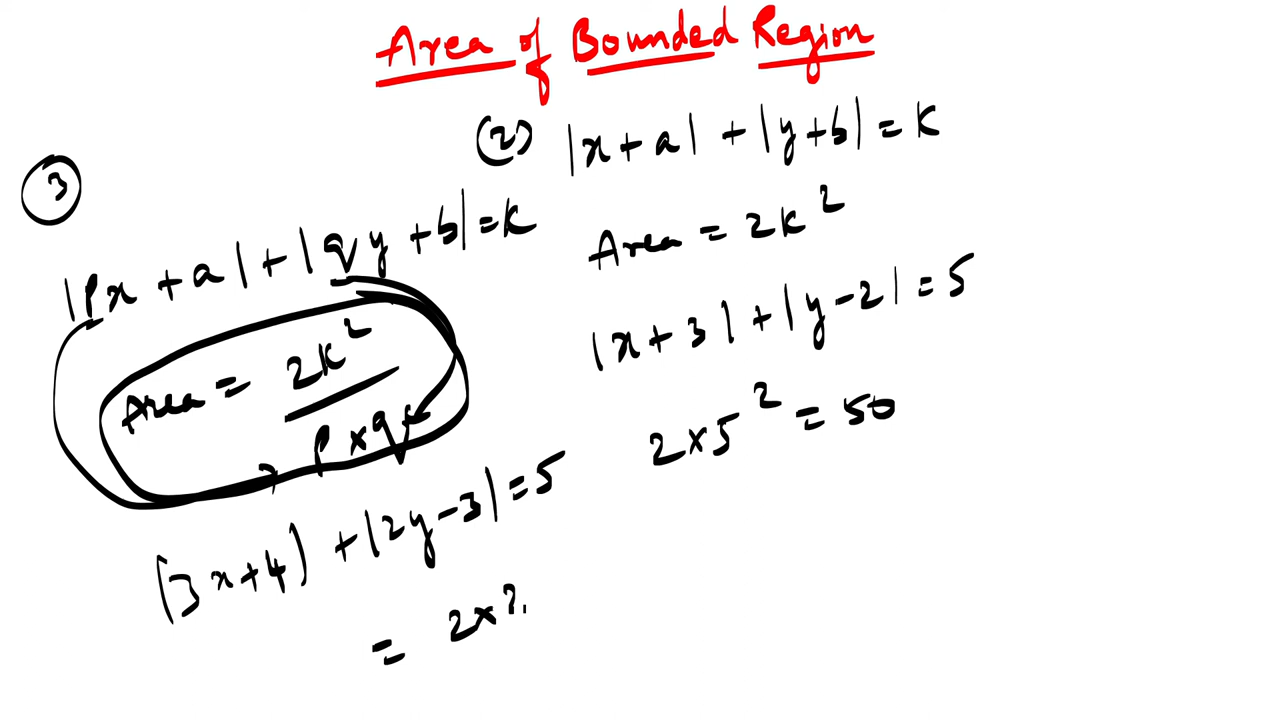 Area of Bounded Region
(2) |x + a| + |y + b| = k
Area = 2k²
|x + 3| + |y - 2| = 5
2 x 5² = 50
3
|Px + a| + |qy + b| = k
Area = 2k² / P x q
(3x + 4) + |2y - 3| = 5
= 2 x